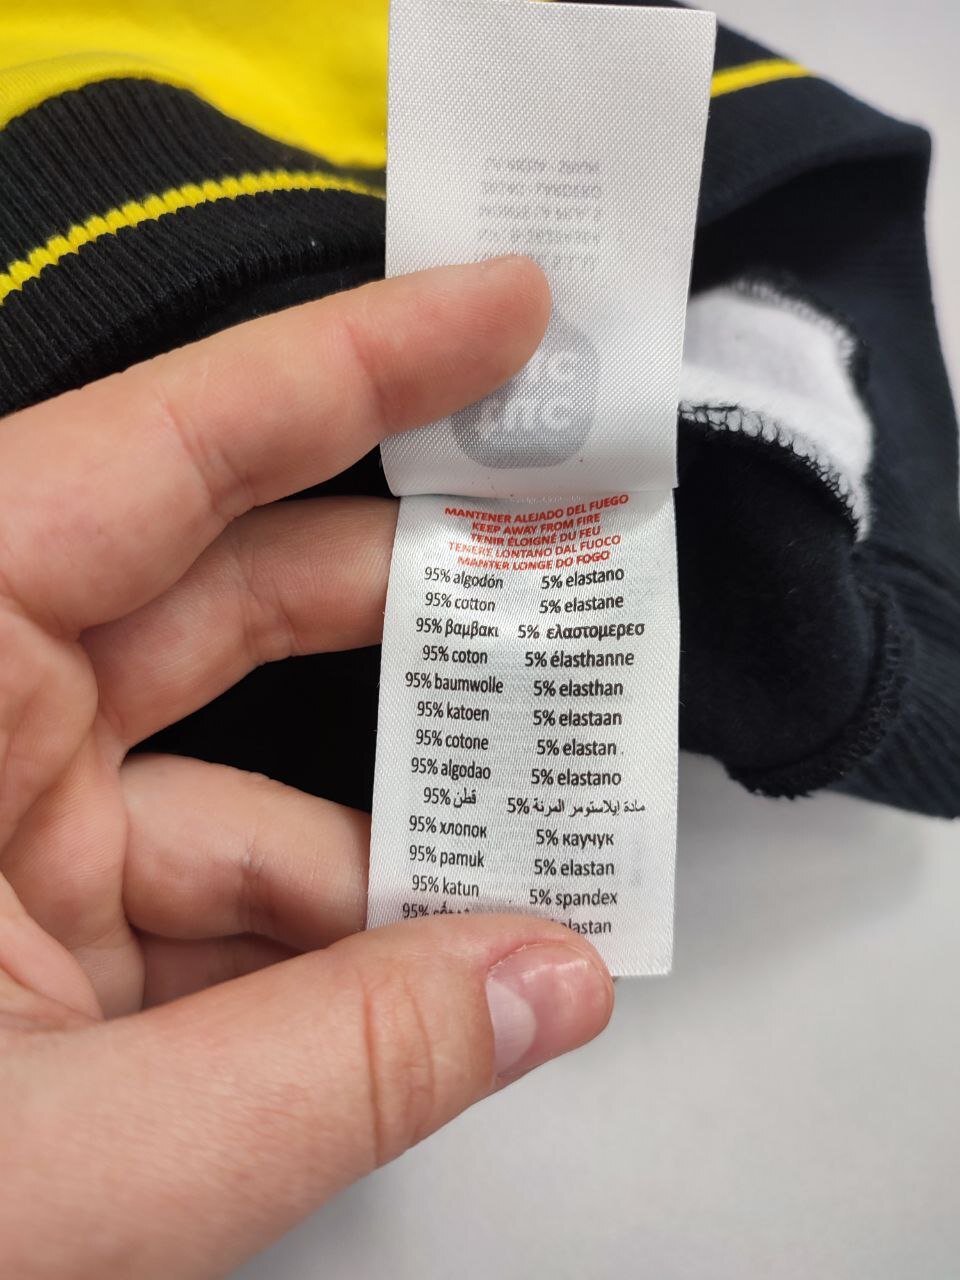 MANTENER ALEJADO DEL FUEGO
KEEP AWAY FROM FIRE
TENIR ÉLOIGNÉ DU FEU
TENERE LONTANO DAL FUOCO
MANTER LONGE DO FOGO
95% algodón 5% elastano
95% cotton 5% elastane
95% βαμβακι 5% ελαστομερεσ
95% coton 5% élasthanne
95% baumwolle 5% elasthan
95% katoen 5% elastaan
95% cotone 5% elastan
95% algodao 5% elastano
95% قطن 5% مادة إيلاستومر المرنة
95% хлопок 5% каучук
95% pamuk 5% elastan
95% katun 5% spandex
95%